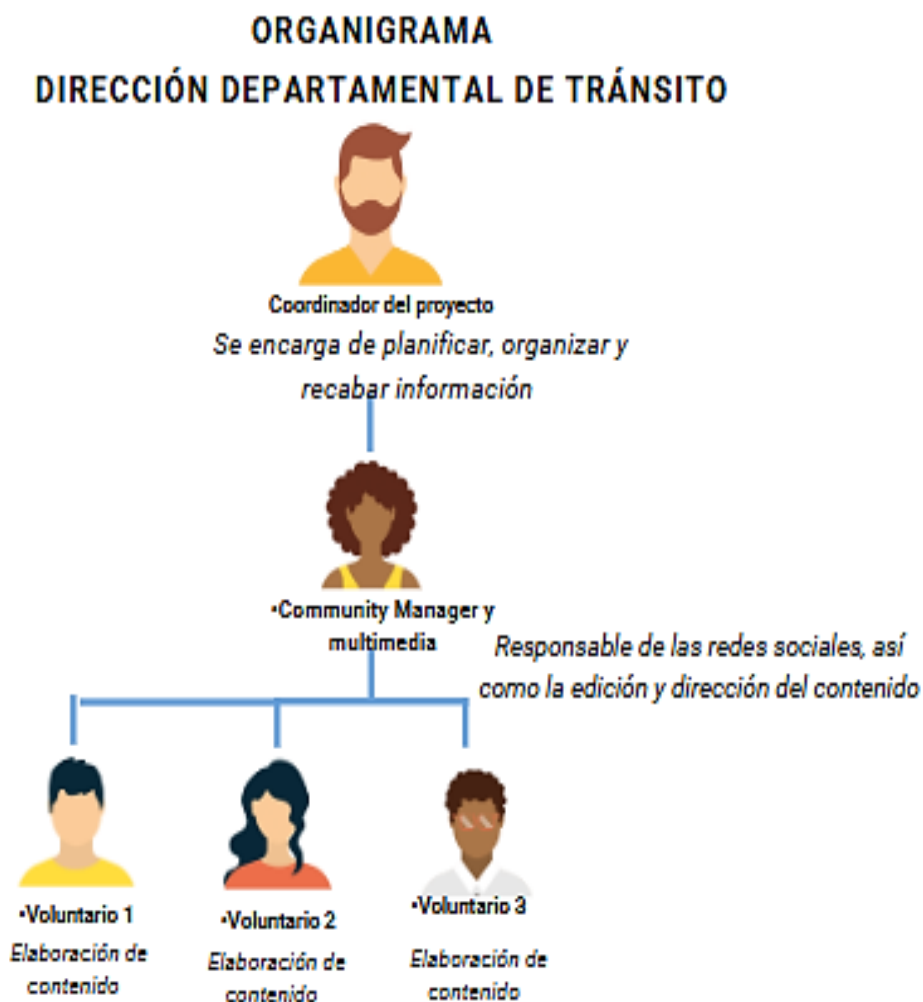 ORGANIGRAMA
DIRECCIÓN DEPARTAMENTAL DE TRÁNSITO
Coordinador del proyecto
Se encarga de planificar, organizar y
recabar información
•Community Manager y
multimedia
Responsable de las redes sociales, así
como la edición y dirección del contenido
•Voluntario 1
Elaboración de
contenido
•Voluntario 2
Elaboración de
contenido
•Voluntario 3
Elaboración de
contenido